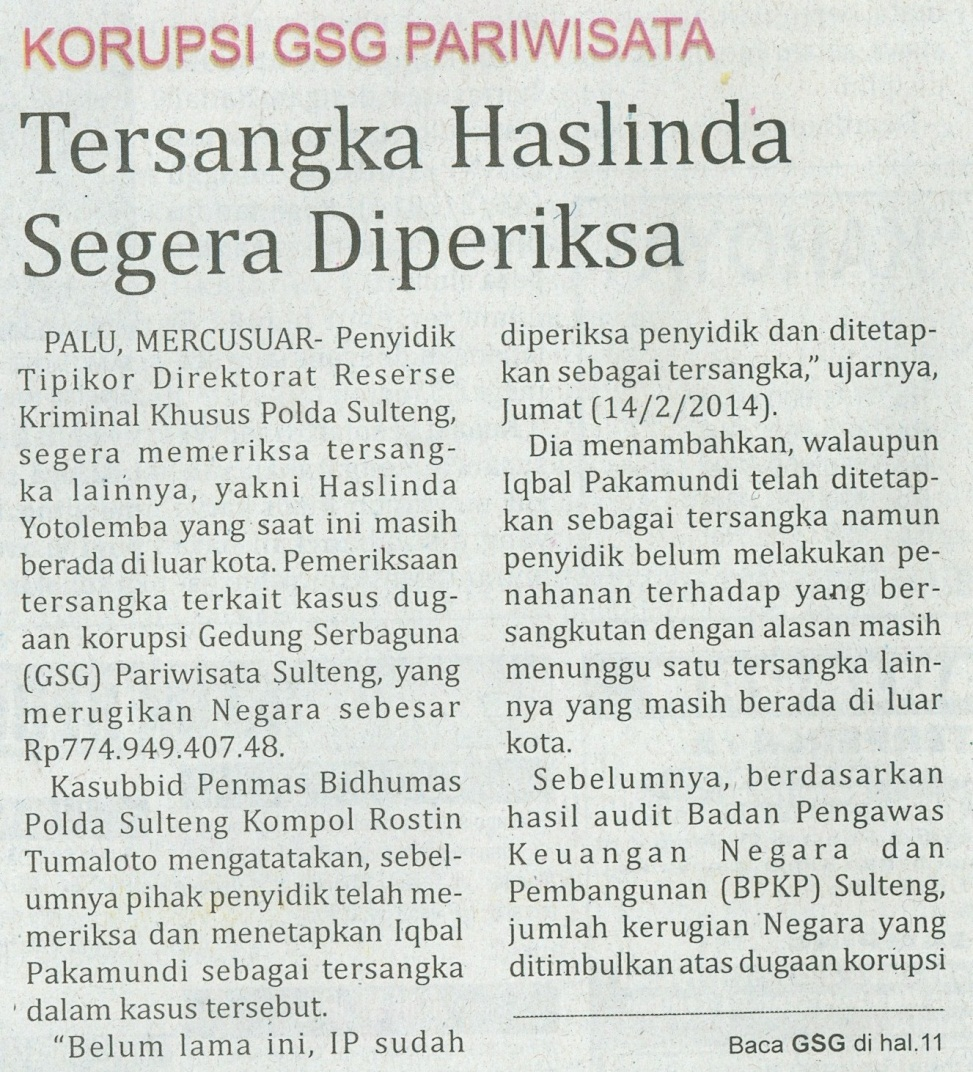 KORUPSI GSG PARIWISATA
Tersangka Haslinda
Segera Diperiksa
PALU, MERCUSUAR- Penyidik
Tipikor Direktorat Reserse
Kriminal Khusus Polda Sulteng,
segera memeriksa tersang-
ka lainnya, yakni Haslinda
Yotolemba yang saat ini masih
berada di luar kota. Pemeriksaan
tersangka terkait kasus dug-
aan korupsi Gedung Serbaguna
(GSG) Pariwisata Sulteng, yang
merugikan Negara sebesar
Rp774.949.407.48.
Kasubbid Penmas Bidhumas
Polda Sulteng Kompol Rostin
Tumaloto mengatatakan, sebel-
umnya pihak penyidik telah me-
meriksa dan menetapkan Iqbal
Pakamundi sebagai tersangka
dalam kasus tersebut.
“Belum lama ini, IP sudah
diperiksa penyidik dan ditetap-
kan sebagai tersangka,” ujarnya,
Jumat (14/2/2014).
Dia menambahkan, walaupun
Iqbal Pakamundi telah ditetap-
kan sebagai tersangka namun
penyidik belum melakukan pe-
nahanan terhadap yang ber-
sangkutan dengan alasan masih
menunggu satu tersangka lain-
nya yang masih berada di luar
kota.
Sebelumnya, berdasarkan
hasil audit Badan Pengawas
Keuangan Negara dan
Pembangunan (BPKP) Sulteng,
jumlah kerugian Negara yang
ditimbulkan atas dugaan korupsi
Baca GSG di hal.11